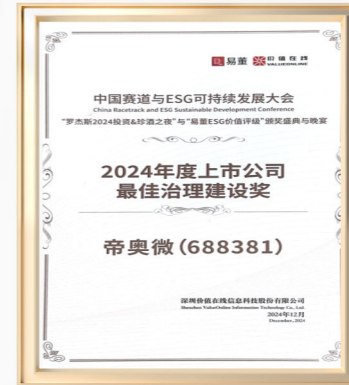 易董 价值在线
VALUEONLINE
中国赛道与ESG可持续发展大会
China Racetrack and ESG Sustainable Development Conference
“罗杰斯2024投资&珍酒之夜”与“易董ESG价值评级”颁奖盛典与晚宴
2024年度上市公司
最佳治理建设奖
帝奥微(688381)
深圳价值在线信息科技股份有限公司
Shenzhen ValueOnline Information Technology Co., Ltd
2024年12月
December, 2024